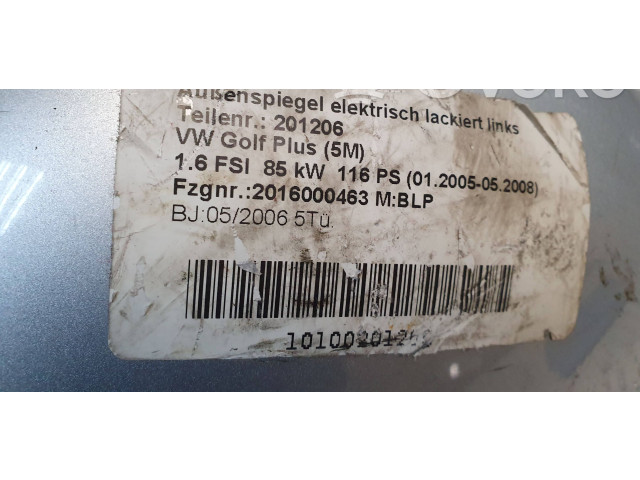 Außenspiegel elektrisch lackiert links
Teilenr.: 201206
VW Golf Plus (5M)
1.6 FSI 85 kW 116 PS (01.2005-05.2008)
Fzgnr.:2016000463 M:BLP
BJ:05/2006 5Tü.